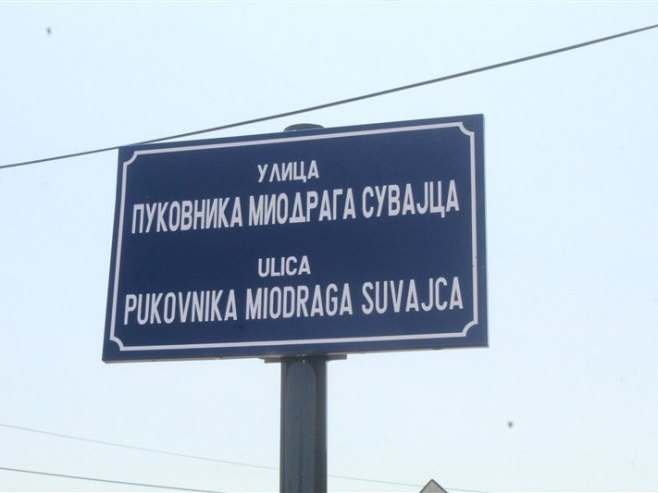 УЛИЦА
ПУКОВНИКА МИОДРАГА СУВАЈЦА
ULICA
PUKOVNIKA MIODRAGA SUVAJCA